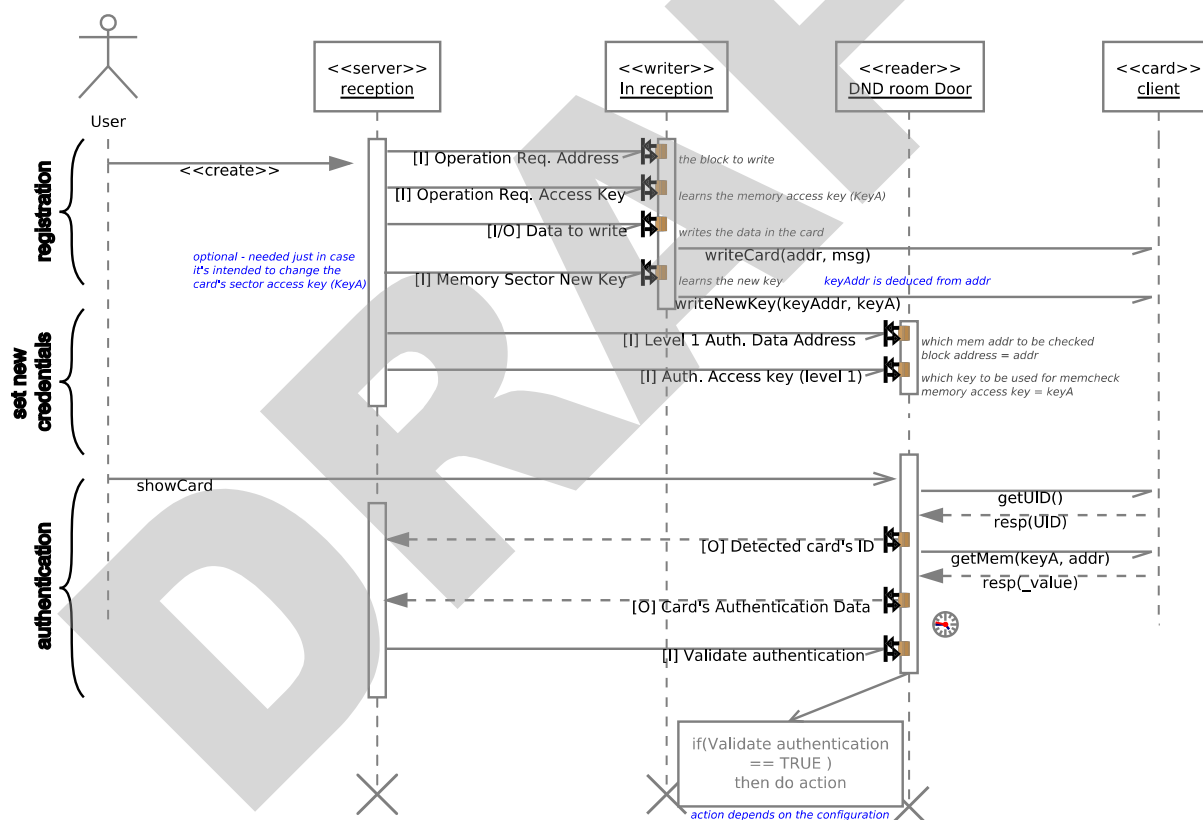 <<server>>
reception
<<writer>>
In reception
<<reader>>
DND room Door
<<card>>
client
User
registration
<<create>>
[I] Operation Req. Address
the block to write
[I] Operation Req. Access Key
learns the memory access key (KeyA)
[I/O] Data to write
writes the data in the card
writeCard(addr, msg)
optional - needed just in case
it's intended to change the
card's sector access key (KeyA)
[I] Memory Sector New Key
learns the new key
keyAddr is deduced from addr
writeNewKey(keyAddr, keyA)
set new
credentials
[I] Level 1 Auth. Data Address
which mem addr to be checked
block address = addr
[I] Auth. Access key (level 1)
which key to be used for memcheck
memory access key = keyA
authentication
showCard
getUID()
resp(UID)
[O] Detected card's ID
getMem(keyA, addr)
resp(_value)
[O] Card's Authentication Data
[I] Validate authentication
if(Validate authentication
== TRUE )
then do action
action depends on the configuration
DRAF